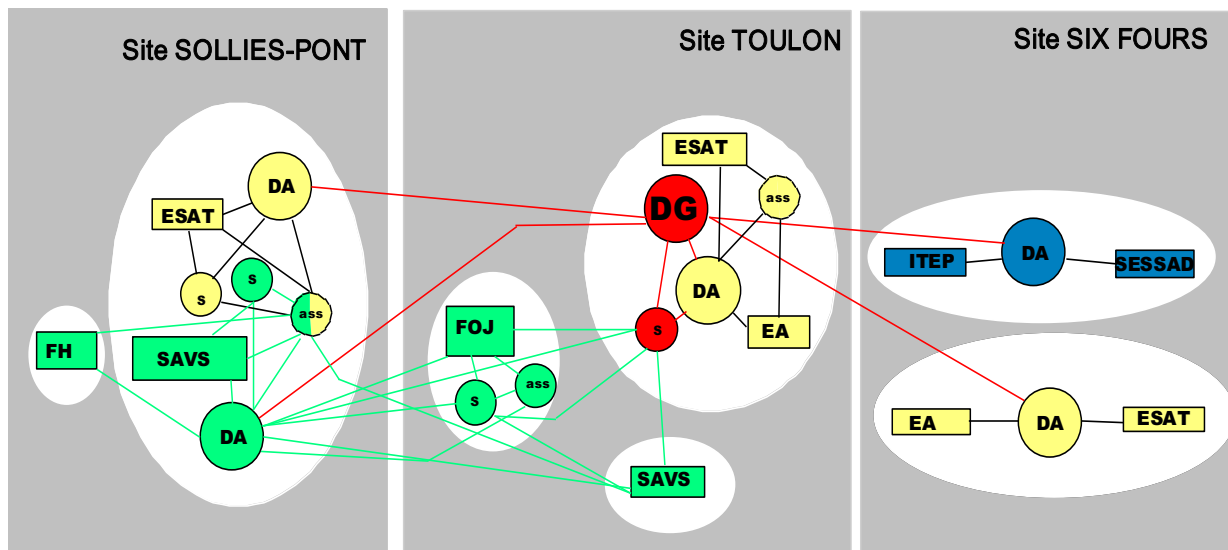 Site SOLLIES-PONT
DA
ESAT
s
s
ass
FH
SAVS
DA
Site TOULON
ESAT
ass
DG
DA
s
EA
FOJ
ass
s
SAVS
Site SIX FOURS
ITEP
DA
SESSAD
EA
DA
ESAT